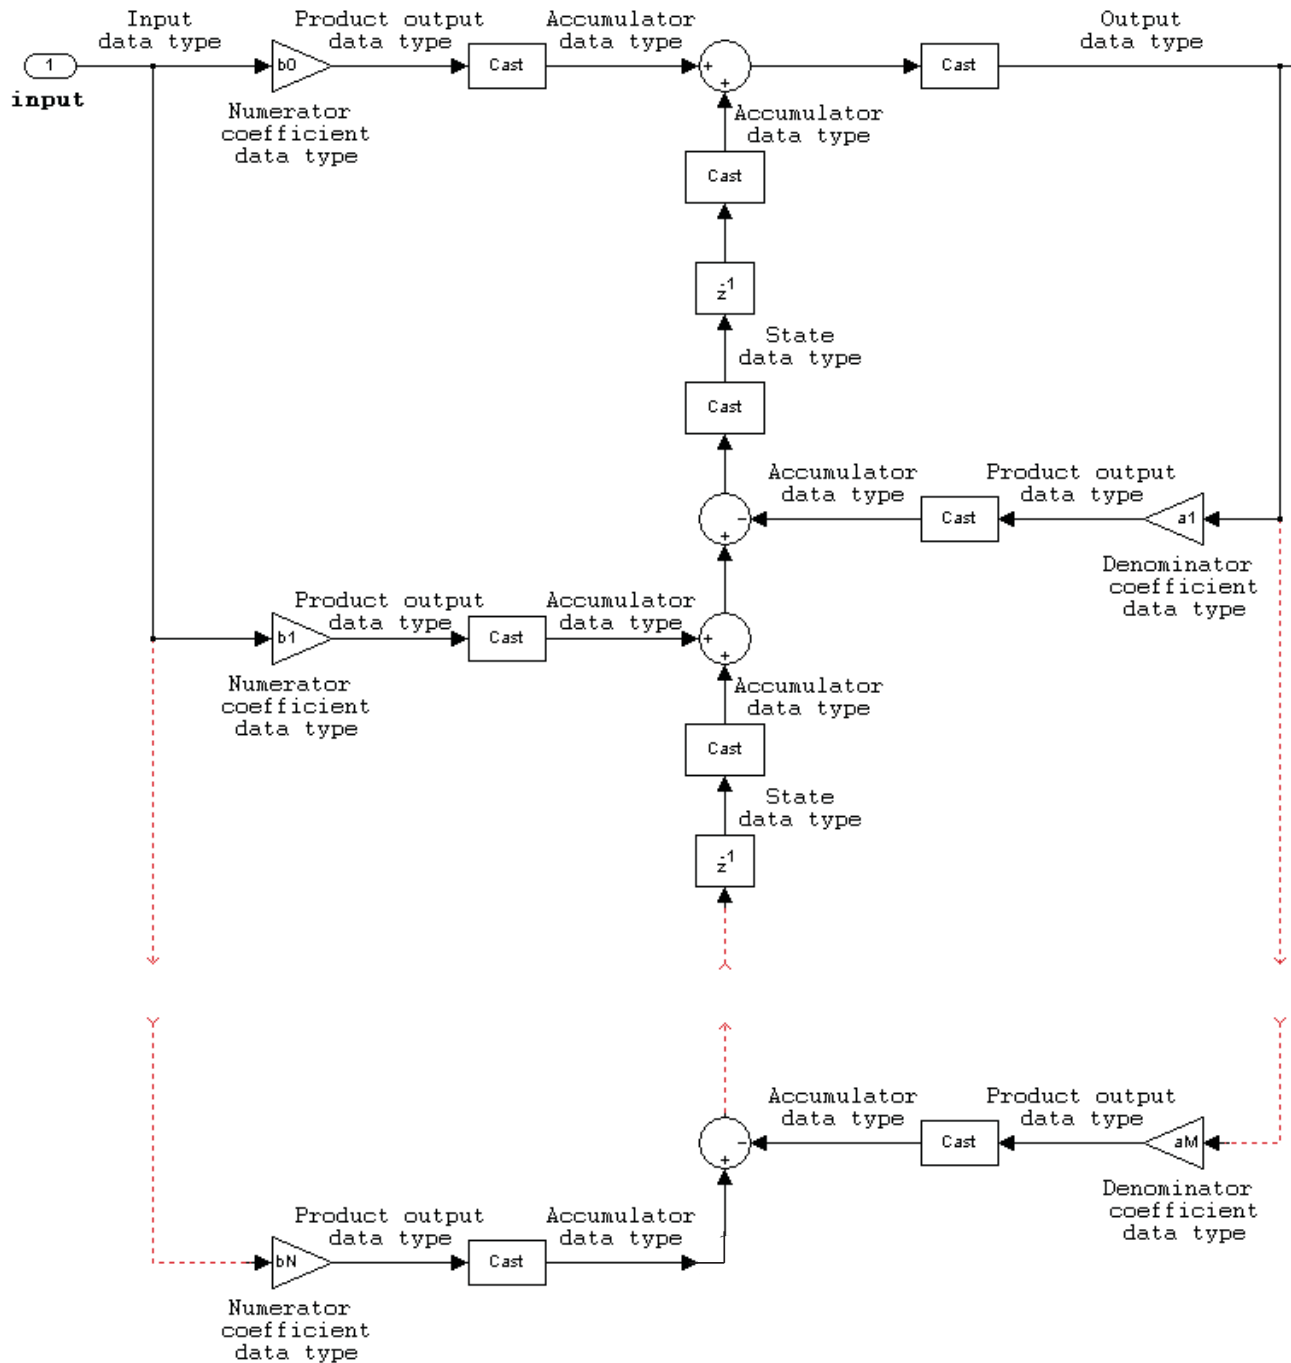 Input
data type
Product output
data type
Accumulator
data type
Output
data type
1
input
b0
Cast
+
+
Cast
Numerator
coefficient
data type
Accumulator
data type
Cast
z-1
State
data type
Cast
Accumulator
data type
Product output
data type
-
+
Cast
a1
Denominator
coefficient
data type
Product output
data type
Accumulator
data type
b1
Cast
+
+
Numerator
coefficient
data type
Accumulator
data type
Cast
State
data type
z-1
Accumulator
data type
Product output
data type
-
+
Cast
aM
Denominator
coefficient
data type
Product output
data type
Accumulator
data type
bN
Cast
Numerator
coefficient
data type